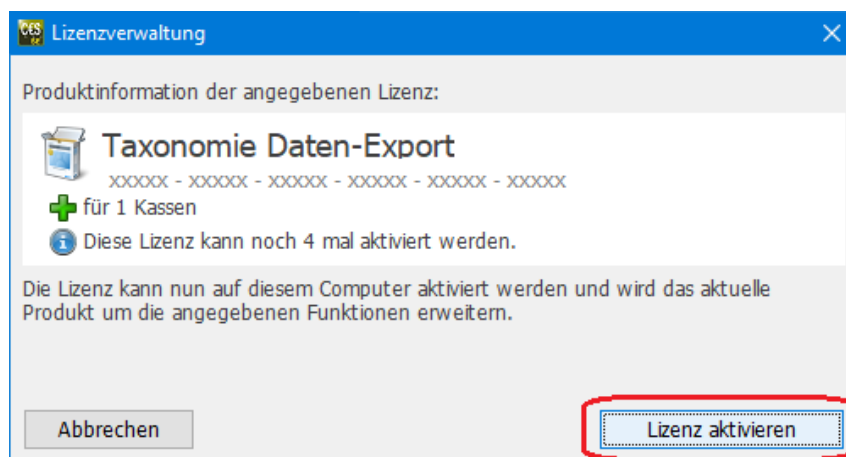 Lizenzverwaltung
Produktinformation der angegebenen Lizenz:
Taxonomie Daten-Export
XXXXX - XXXXX - XXXXX - XXXXX - XXXXX - XXXXX
für 1 Kassen
Diese Lizenz kann noch 4 mal aktiviert werden.
Die Lizenz kann nun auf diesem Computer aktiviert werden und wird das aktuelle
Produkt um die angegebenen Funktionen erweitern.
Abbrechen
Lizenz aktivieren